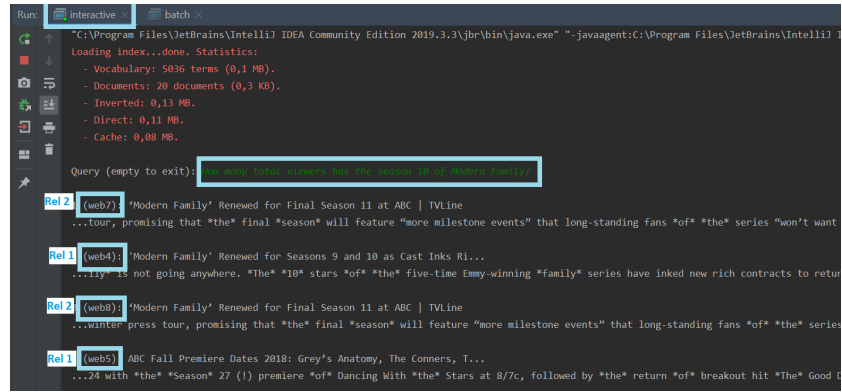 Run: interactive × batch ×
"C:\Program Files\JetBrains\IntelliJ IDEA Community Edition 2019.3.3\jbr\bin\java.exe" "-javaagent:C:\Program Files\JetBrains\IntelliJ I
Loading index...done. Statistics:
- Vocabulary: 5036 terms (0,1 MB).
- Documents: 20 documents (0,3 KB).
- Inverted: 0,13 MB.
- Direct: 0,11 MB.
- Cache: 0,08 MB.
Query (empty to exit): How many total viewers has the season 10 of Modern Family?
Rel 2 (web7): 'Modern Family' Renewed for Final Season 11 at ABC | TVLine
...tour, promising that *the* final *season* will feature “more milestone events” that long-standing fans *of* *the* series “won't want
Rel 1 (web4): 'Modern Family' Renewed for Seasons 9 and 10 as Cast Inks Ri...
...ily* is not going anywhere. *The* *10* stars *of* *the* five-time Emmy-winning *family* series have inked new rich contracts to retur
Rel 2 (web8): 'Modern Family' Renewed for Final Season 11 at ABC | TVLine
...winter press tour, promising that *the* final *season* will feature “more milestone events” that long-standing fans *of* *The* series
Rel 1 (web5) ABC Fall Premiere Dates 2018: Grey's Anatomy, The Conners, T...
...24 with *the* *Season* 27 (!) premiere *of* Dancing With *the* Stars at 8/7c, followed by *the* return *of* breakout hit *The* Good D